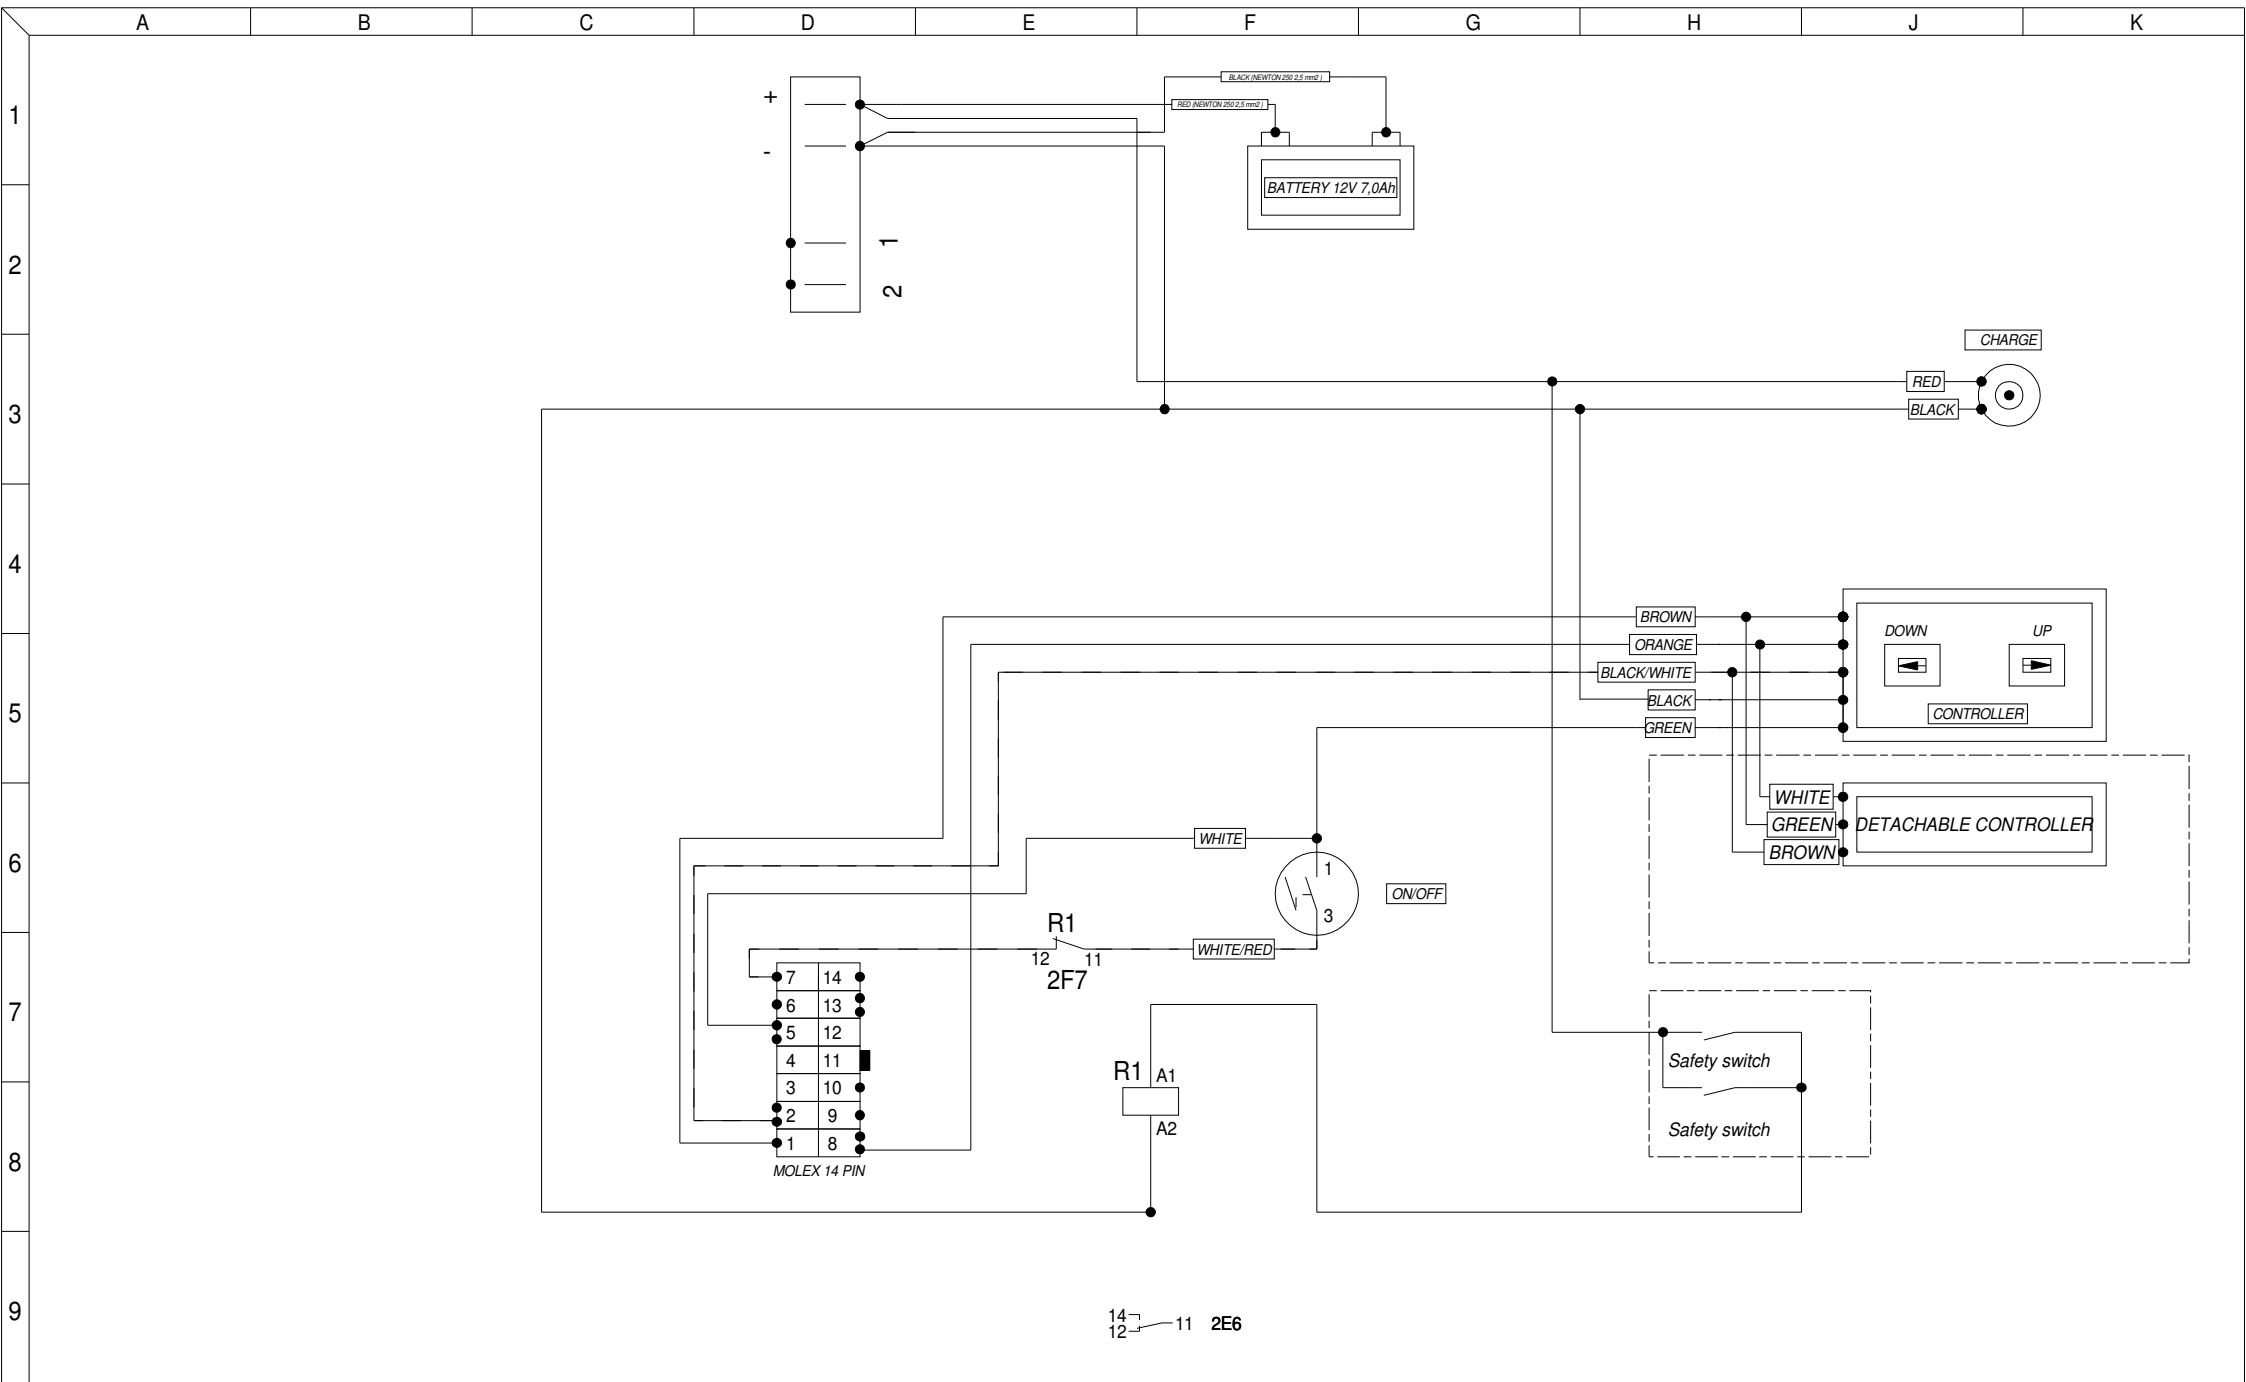 A B C D E F G H J K
1
2
3
4
5
6
7
8
9
+
-
1
2
BLACK (NEWTON 250 2,5 mm2 )
RED (NEWTON 250 2,5 mm2 )
BATTERY 12V 7,0Ah
CHARGE
RED
BLACK
BROWN
ORANGE
BLACK/WHITE
BLACK
GREEN
DOWN UP
CONTROLLER
WHITE
GREEN
BROWN
DETACHABLE CONTROLLER
WHITE
1
3
ON/OFF
R1
12 11
2F7
WHITE/RED
7 14
6 13
5 12
4 11
3 10
2 9
1 8
MOLEX 14 PIN
R1 A1
A2
Safety switch
Safety switch
14
12 11 2E6